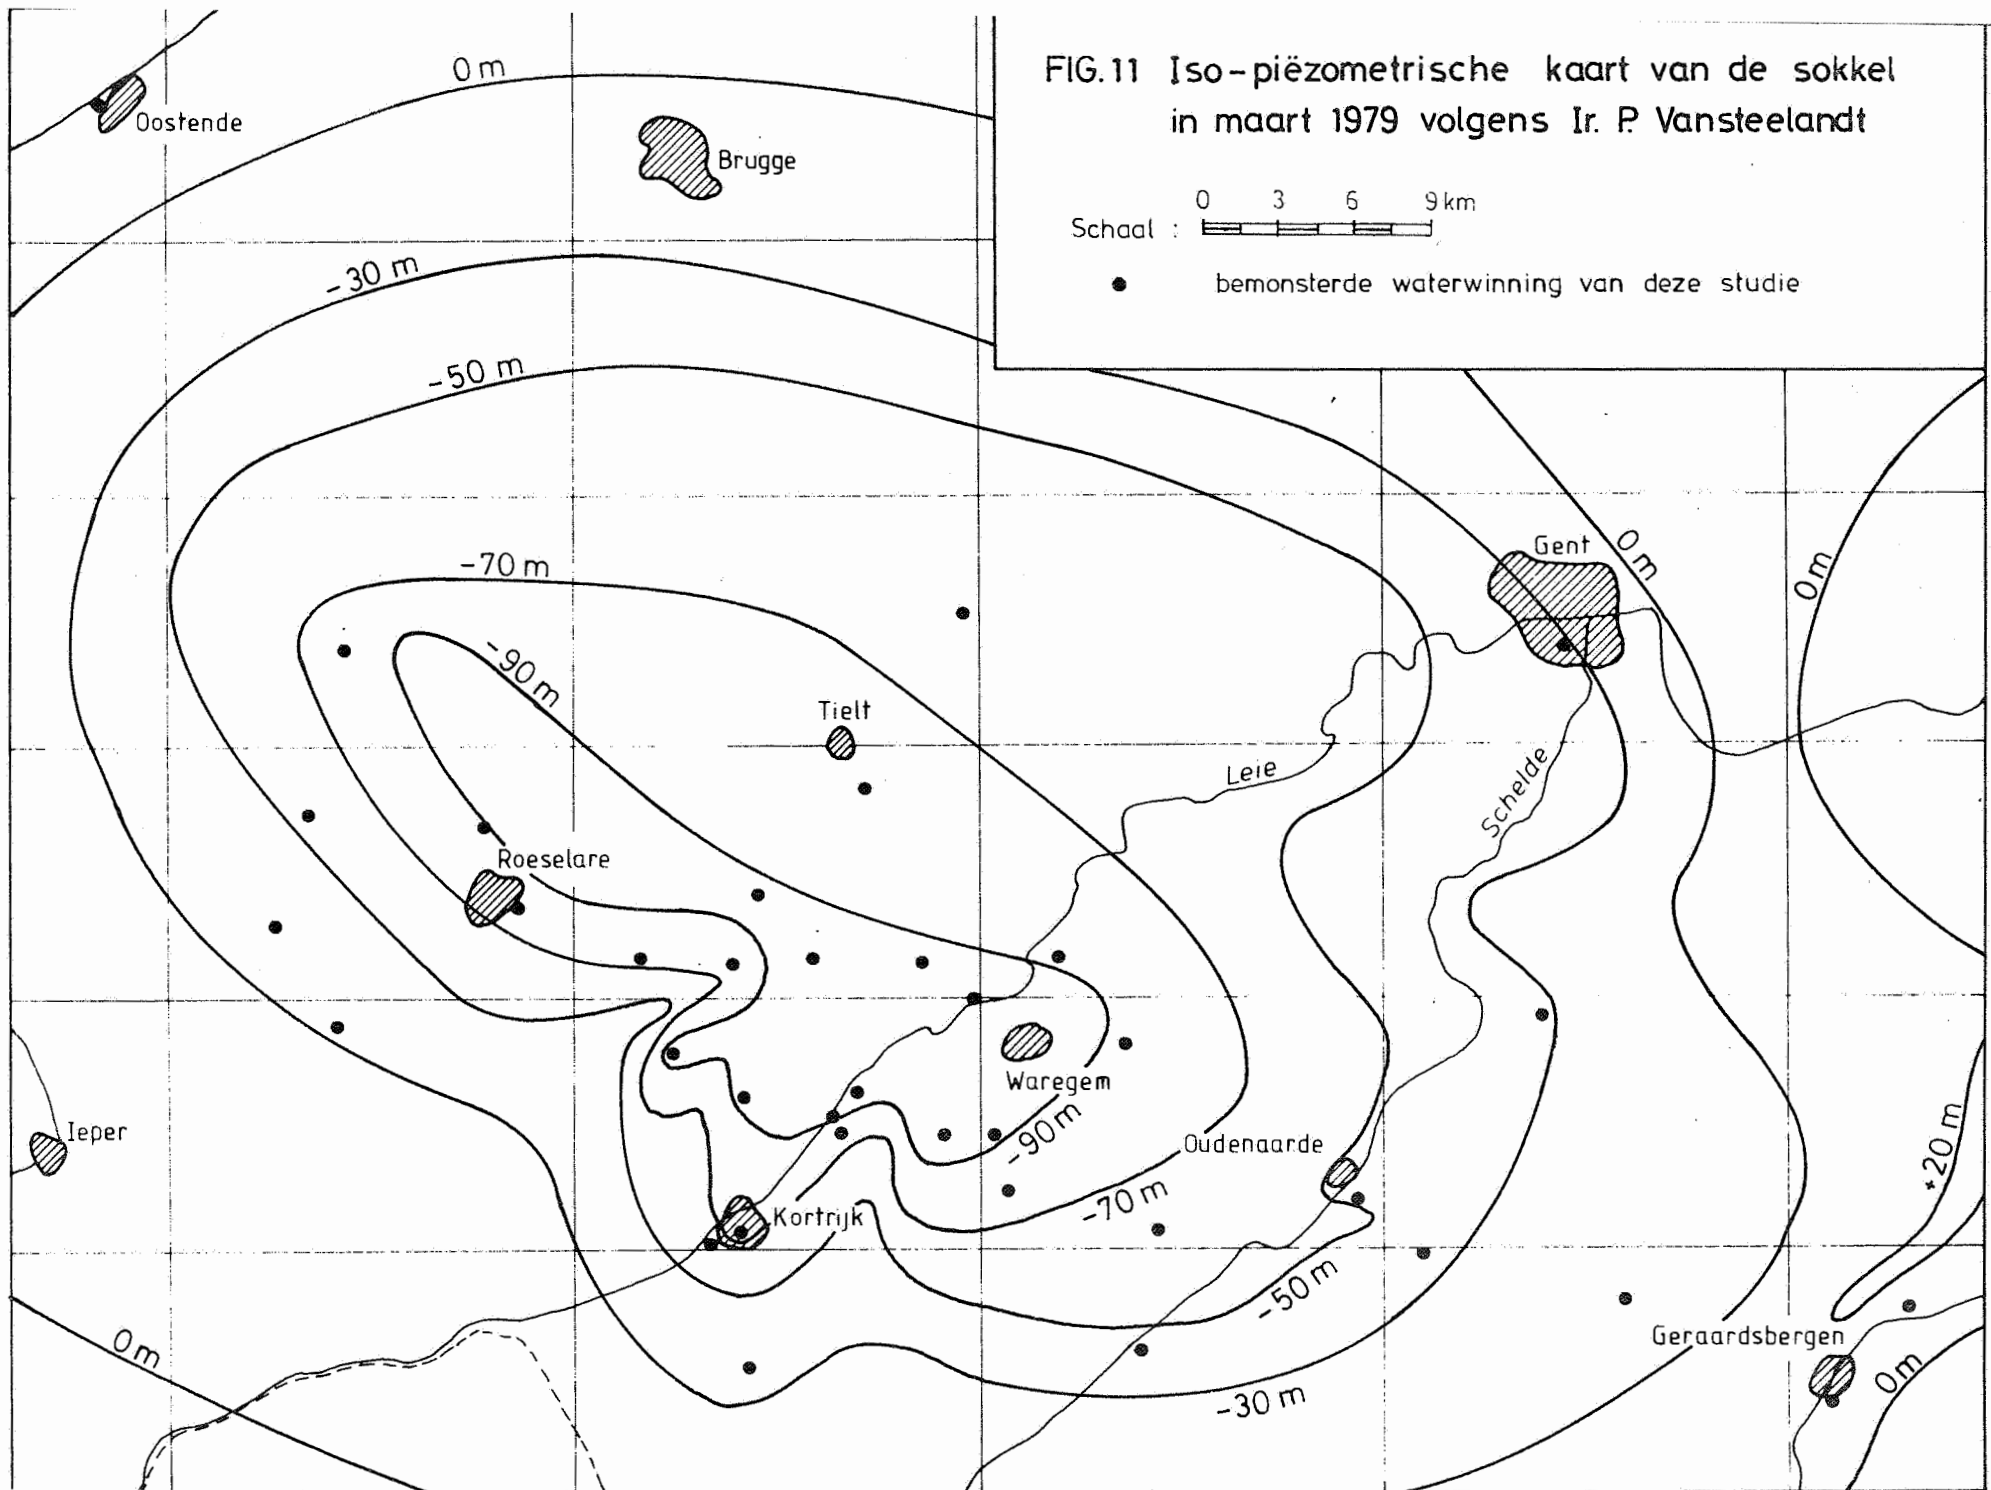 FIG.11 Iso-piëzometrische kaart van de sokkel
in maart 1979 volgens Ir. P. Vansteelandt
0 3 6 9 km
Schaal :
bemonsterde waterwinning van deze studie
0 m
Oostende
Brugge
-30 m
-50 m
Gent
0 m
0 m
-70 m
-90 m
Tielt
Leie
Schelde
Roeselare
Waregem
Ieper
-90 m
Oudenaarde
+20 m
-70 m
Kortrijk
-50 m
Geraardsbergen
0 m
0 m
-30 m